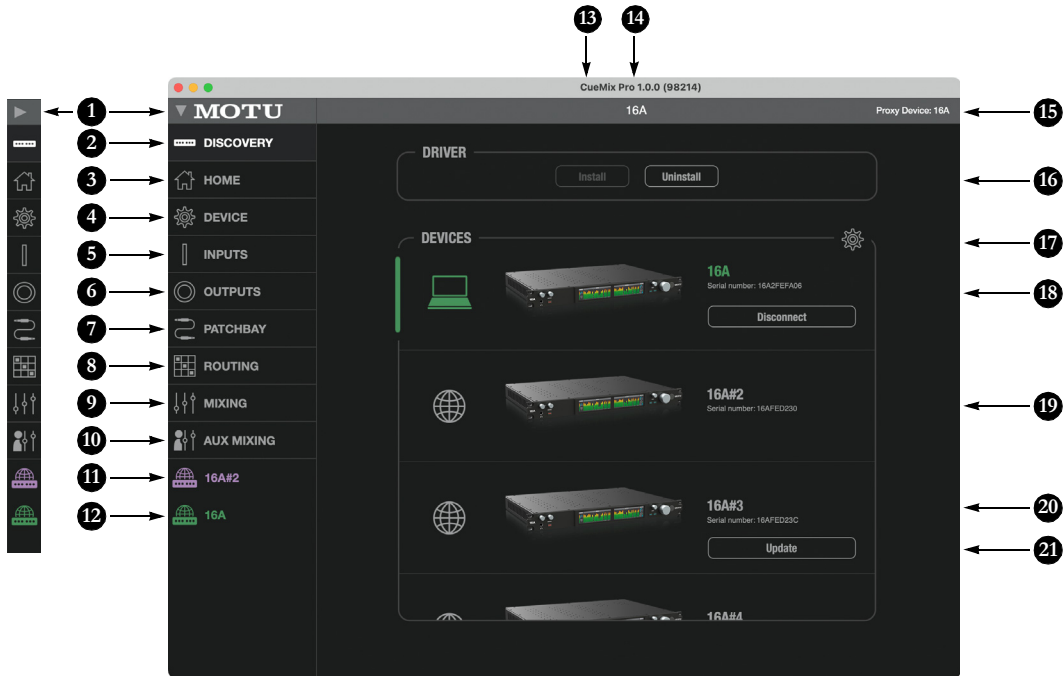 13 14
CueMix Pro 1.0.0 (98214)
1 MOTU 16A Proxy Device: 16A 15
2 DISCOVERY
DRIVER
3 HOME Install Uninstall 16
4 DEVICE
DEVICES 17
5 INPUTS
16A
Serial number: 16A2FEFA06
6 OUTPUTS 18
Disconnect
7 PATCHBAY
8 ROUTING
16A#2
Serial number: 16AFED230
9 MIXING 19
10 AUX MIXING
11 16A#2
16A#3
Serial number: 16AFED23C
12 16A 20
Update 21
16A#4